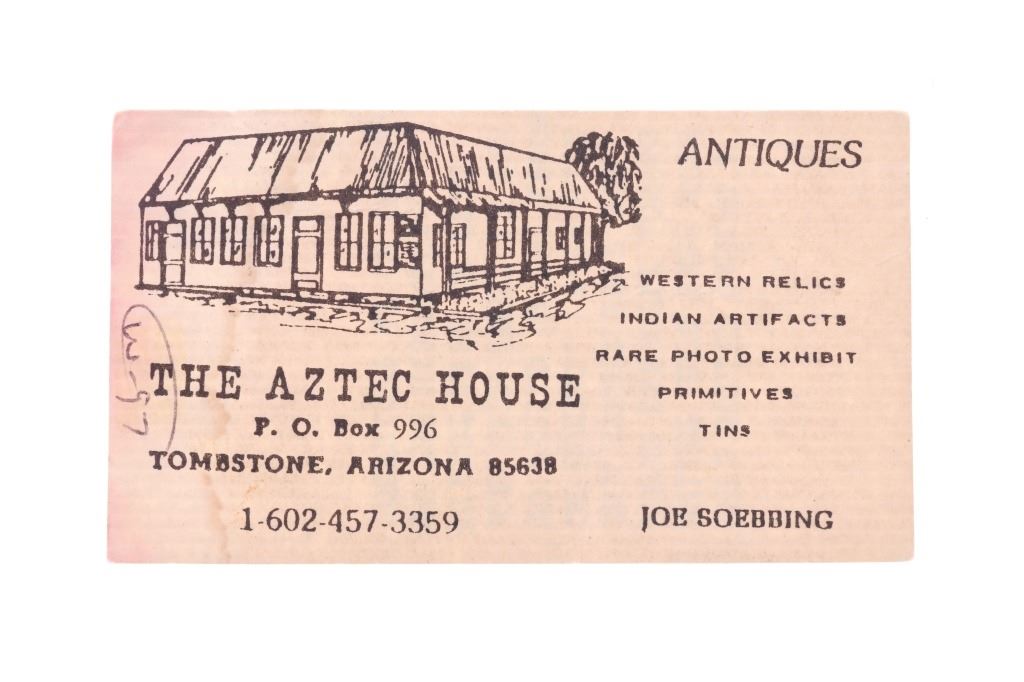 ANTIQUES
WESTERN RELICS
INDIAN ARTIFACTS
RARE PHOTO EXHIBIT
PRIMITIVES
TINS
THE AZTEC HOUSE
P. O. Box 996
TOMBSTONE, ARIZONA 85638
1-602-457-3359
JOE SOEBBING